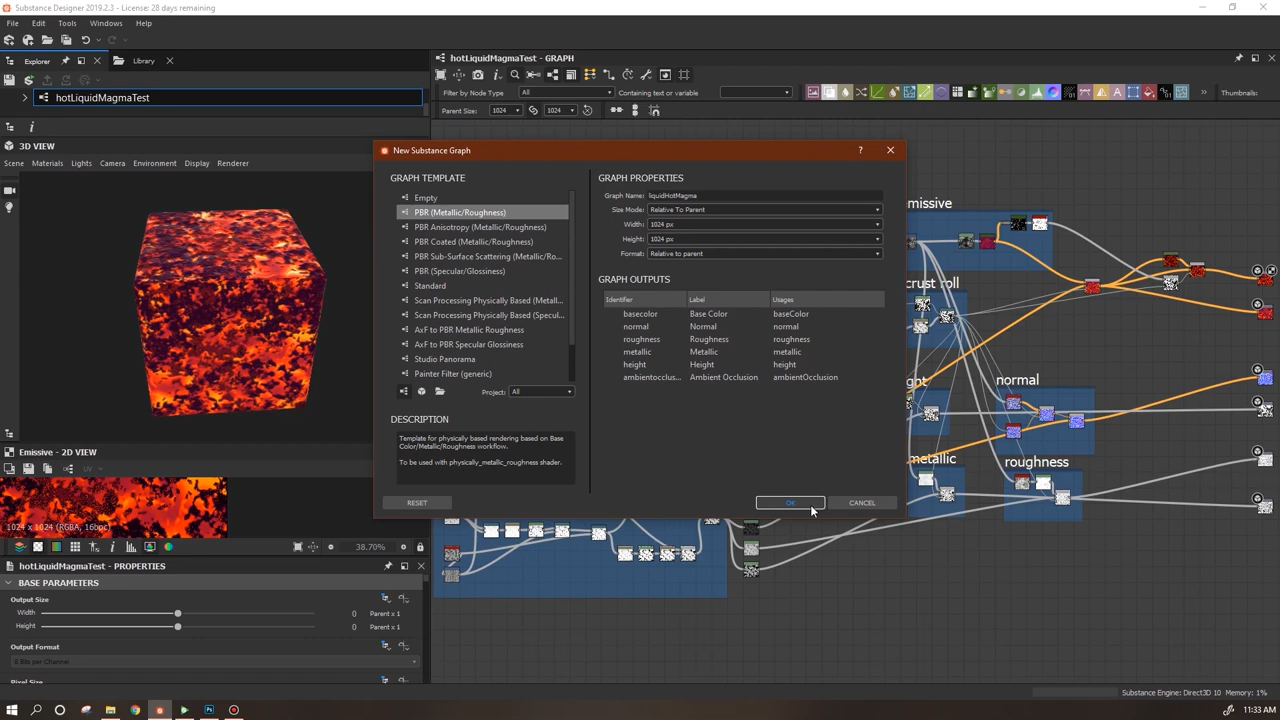 Substance Designer 2019.2.3 - License: 28 days remaining
File Edit Tools Windows Help
Explorer
Library
hotLiquidMagmaTest
3D VIEW
Scene Materials Lights Camera Environment Display Renderer
Emissive - 2D VIEW
UV
1024 x 1024 (RGBA, 16bpc)
38.70%
hotLiquidMagmaTest - PROPERTIES
BASE PARAMETERS
Output Size
Width 0 Parent x 1
Height 0 Parent x 1
Output Format
8 Bits per Channel
Pixel Size
hotLiquidMagmaTest - GRAPH
Filter by Node Type All Containing text or variable Thumbnails:
Parent Size: 1024 1024
New Substance Graph
GRAPH TEMPLATE
Empty
PBR (Metallic/Roughness)
PBR Anisotropy (Metallic/Roughness)
PBR Coated (Metallic/Roughness)
PBR Sub-Surface Scattering (Metallic/Ro...
PBR (Specular/Glossiness)
Standard
Scan Processing Physically Based (Metall...
Scan Processing Physically Based (Specul...
AxF to PBR Metallic Roughness
AxF to PBR Specular Glossiness
Studio Panorama
Painter Filter (generic)
Project: All
DESCRIPTION
Template for physically based rendering based on Base
Color/Metallic/Roughness workflow.
To be used with physically_metallic_roughness shader.
RESET
GRAPH PROPERTIES
Graph Name: liquidHotMagma
Size Mode: Relative To Parent
Width: 1024 px
Height: 1024 px
Format: Relative to parent
GRAPH OUTPUTS
Identifier Label Usages
basecolor Base Color baseColor
normal Normal normal
roughness Roughness roughness
metallic Metallic metallic
height Height height
ambientocclus... Ambient Occlusion ambientOcclusion
OK CANCEL
missive
crust roll
ght
normal
metallic
roughness
Substance Engine: Direct3D 10 Memory: 1%
11:33 AM